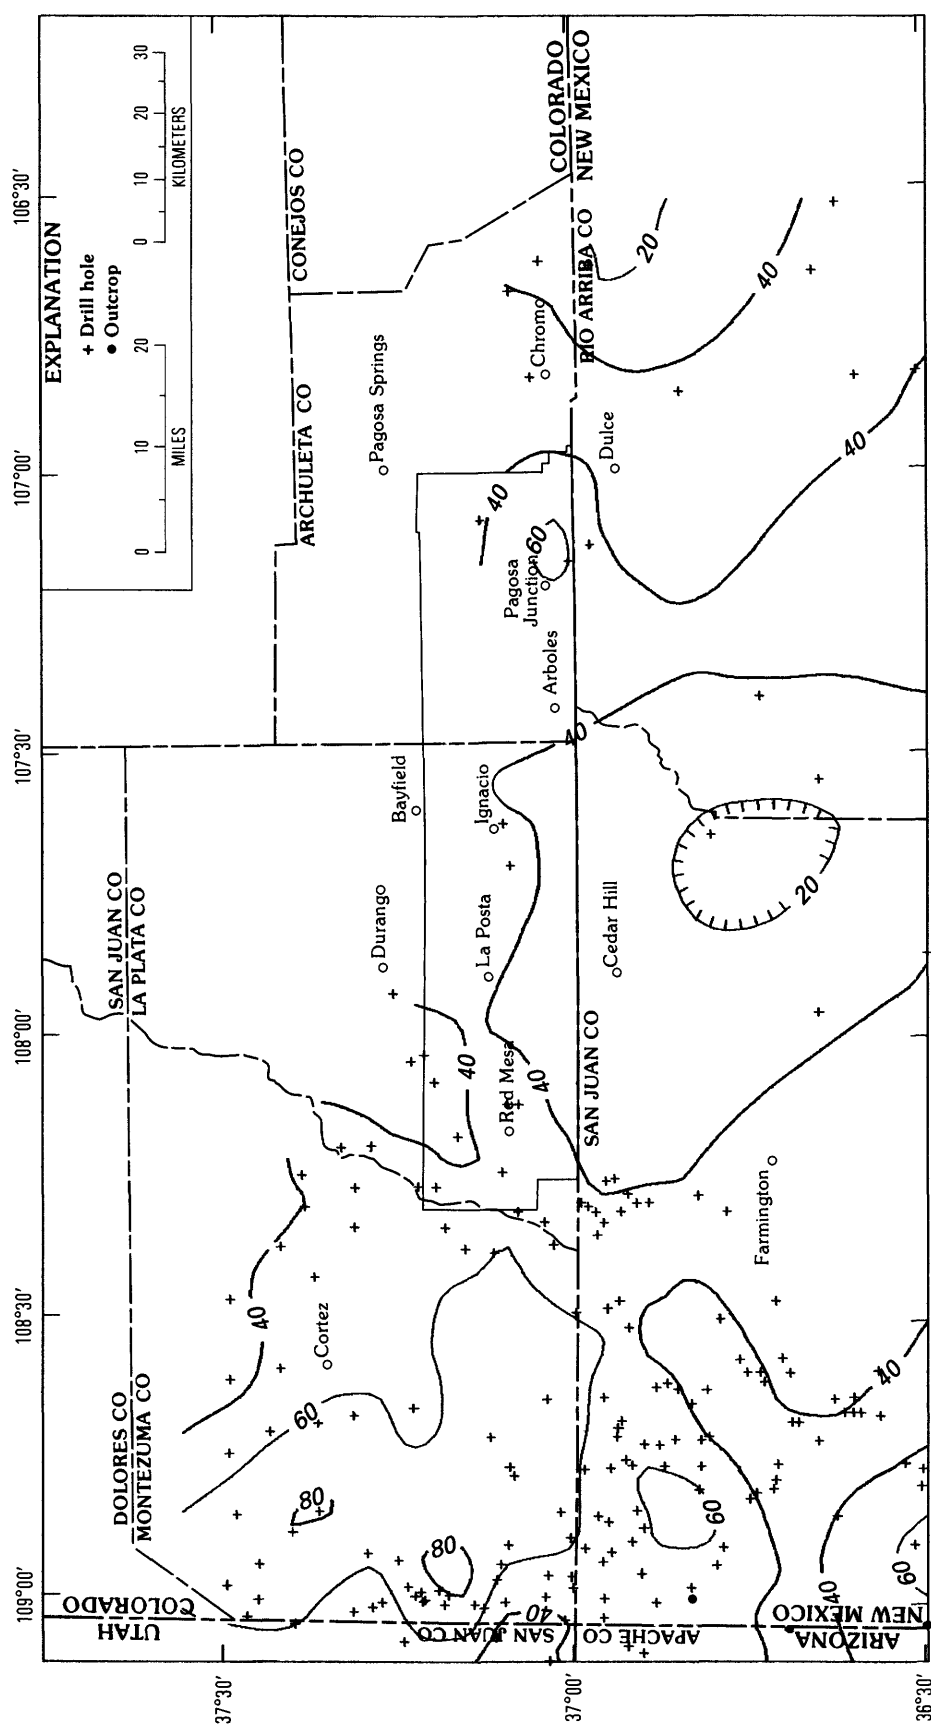 EXPLANATION
+ Drill hole
● Outcrop
0 10 20
MILES
0 10 20 30
KILOMETERS
109°00'
108°30'
108°00'
107°30'
107°00'
106°30'
37°30'
37°00'
36°30'
UTAH
COLORADO
DOLORES CO
MONTEZUMA CO
SAN JUAN CO
LA PLATA CO
ARCHULETA CO
CONEJOS CO
COLORADO
NEW MEXICO
RIO ARRIBA CO
SAN JUAN CO
SAN JUAN CO
APACHE CO
ARIZONA
NEW MEXICO
Cortez
Durango
Bayfield
Pagosa Springs
Red Mesa
La Posta
Ignacio
Arboles
Pagosa
Junction
Chromo
Dulce
Cedar Hill
Farmington
80
60
40
80
40
40
40
40
60
40
20
40
40
20
60
40
40
60